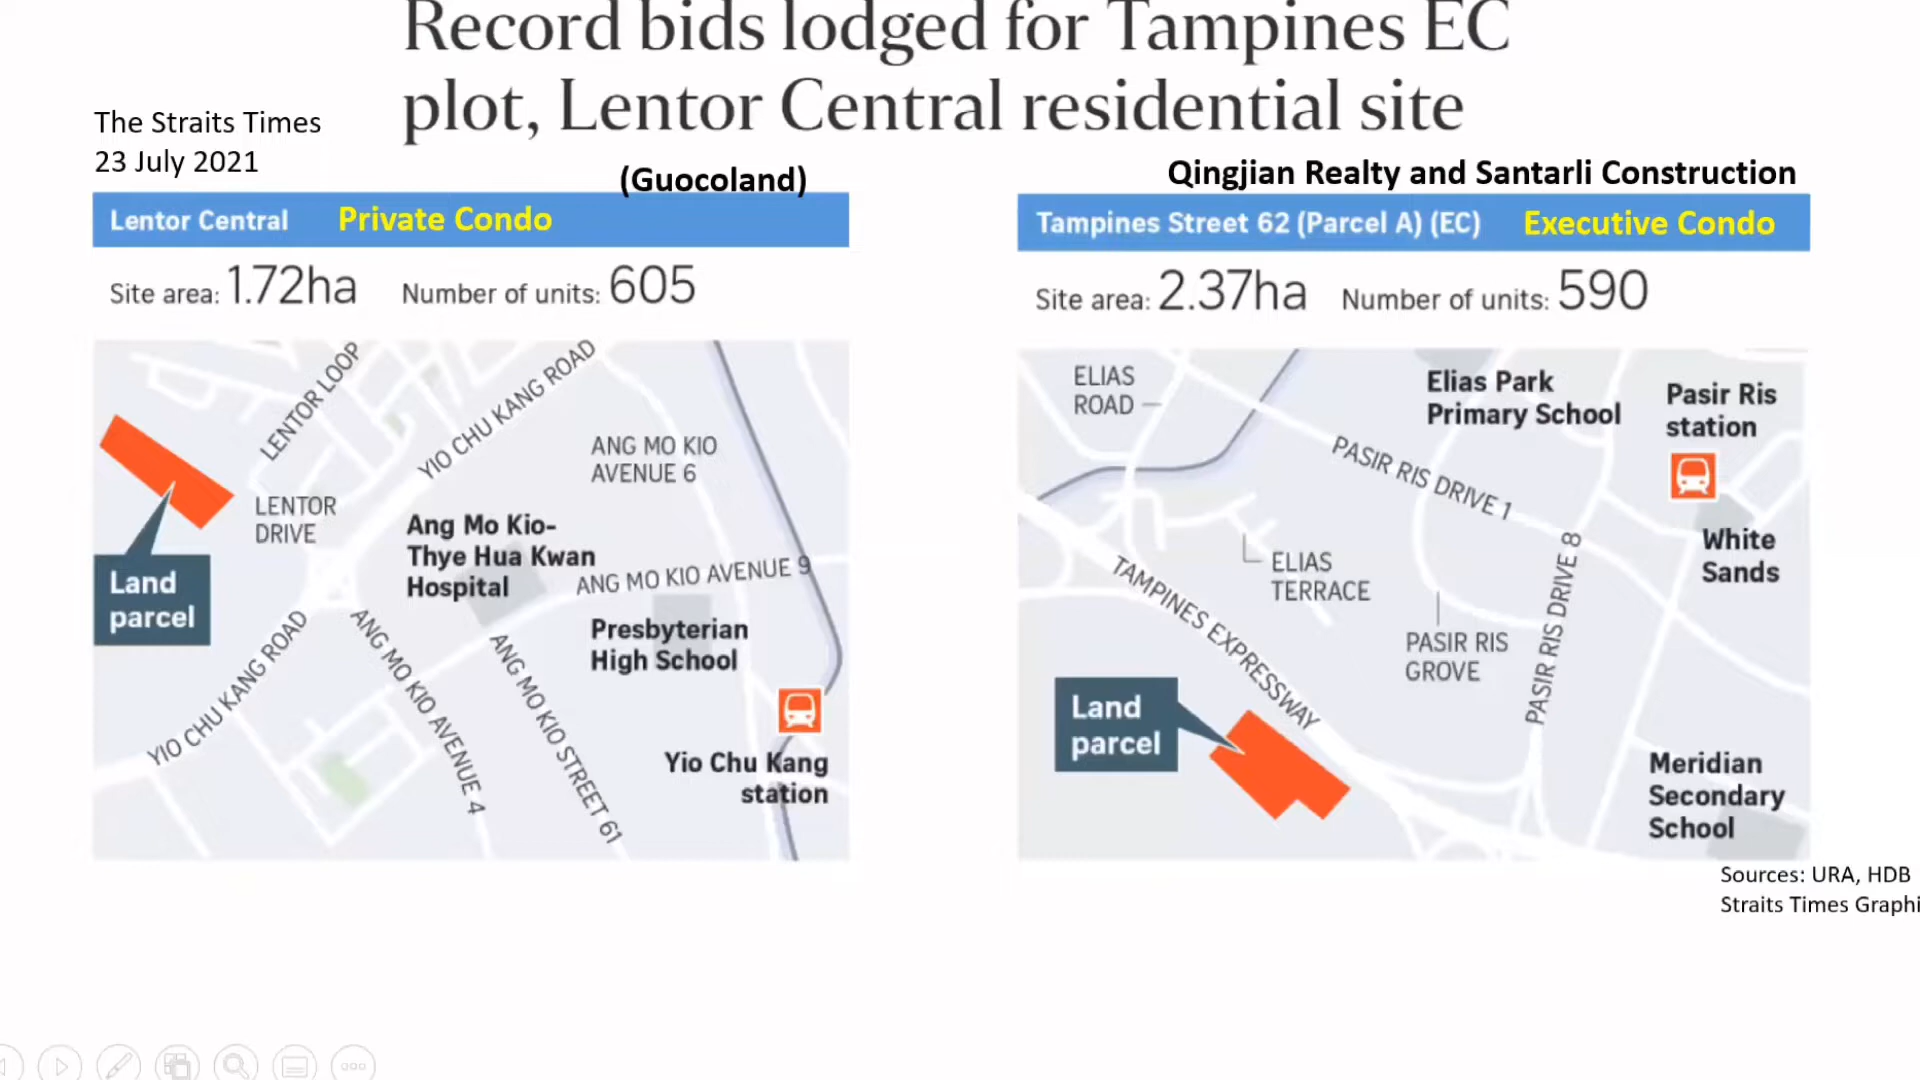 Record bids lodged for Tampines EC
plot, Lentor Central residential site
The Straits Times
23 July 2021
(Guocoland)
Lentor Central Private Condo
Site area: 1.72ha Number of units: 605
LENTOR LOOP
YIO CHU KANG ROAD
ANG MO KIO
AVENUE 6
LENTOR
DRIVE
Ang Mo Kio-
Thye Hua Kwan
Hospital
ANG MO KIO AVENUE 9
Land
parcel
Presbyterian
High School
YIO CHU KANG ROAD
ANG MO KIO AVENUE 4
ANG MO KIO STREET 61
Yio Chu Kang
station
Qingjian Realty and Santarli Construction
Tampines Street 62 (Parcel A) (EC) Executive Condo
Site area: 2.37ha Number of units: 590
ELIAS
ROAD
Elias Park
Primary School
Pasir Ris
station
PASIR RIS DRIVE 1
White
Sands
ELIAS
TERRACE
TAMPINES EXPRESSWAY
PASIR RIS
GROVE
PASIR RIS DRIVE 8
Land
parcel
Meridian
Secondary
School
Sources: URA, HDB
Straits Times Graphi